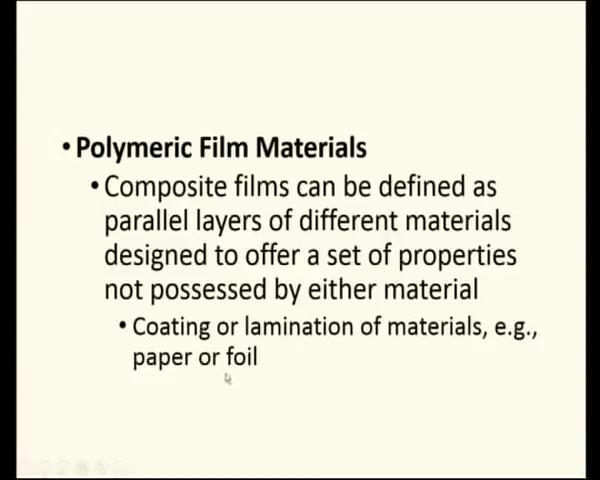 • Polymeric Film Materials
• Composite films can be defined as
parallel layers of different materials
designed to offer a set of properties
not possessed by either material
• Coating or lamination of materials, e.g.,
paper or foil